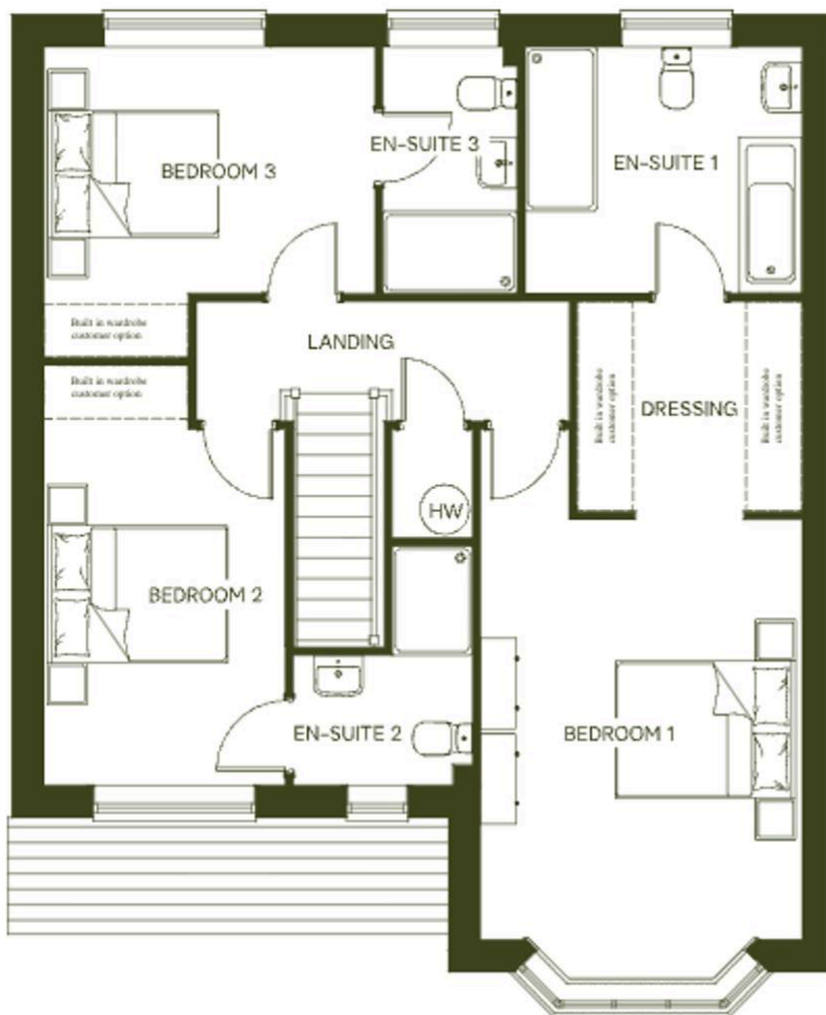 EN-SUITE 3
BEDROOM 3
EN-SUITE 1
Built in wardrobe
customer option
LANDING
Built in wardrobe
customer option
Built in wardrobe
customer option
DRESSING
Built in wardrobe
customer option
HW
BEDROOM 2
EN-SUITE 2
BEDROOM 1